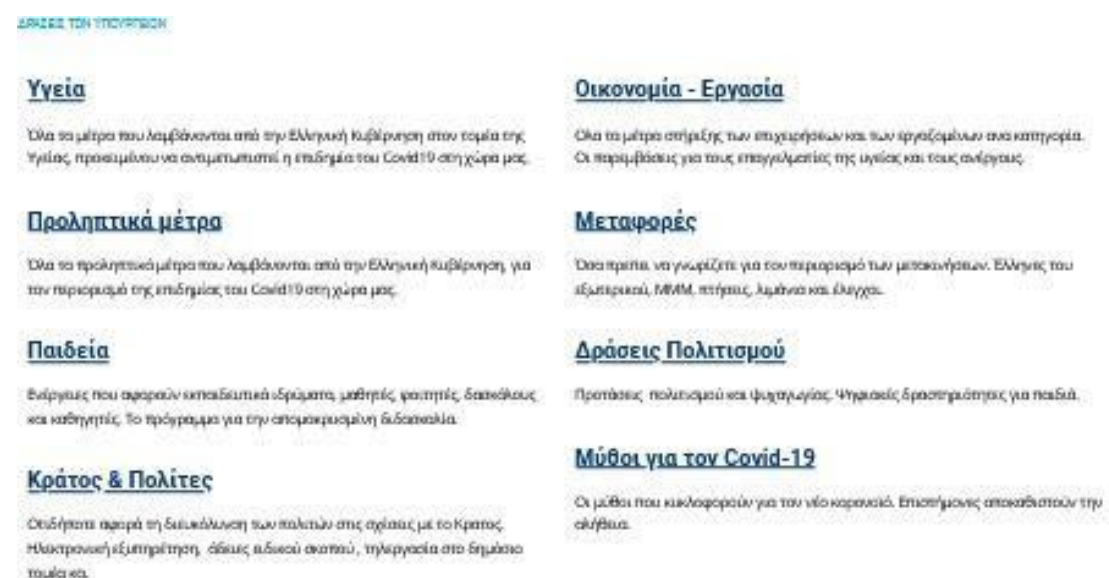 ΔΡΑΣΕΙΣ ΤΩΝ ΥΠΟΥΡΓΕΙΩΝ
Υγεία
Όλα τα μέτρα που λαμβάνονται από την Ελληνική Κυβέρνηση στον τομέα της
Υγείας, προκειμένου να αντιμετωπιστεί η επιδημία του Covid19 στη χώρα μας.
Προληπτικά μέτρα
Όλα τα προληπτικά μέτρα που λαμβάνονται από την Ελληνική Κυβέρνηση, για
τον περιορισμό της επιδημίας του Covid19 στη χώρα μας.
Παιδεία
Ενέργειες που αφορούν εκπαιδευτικά ιδρύματα, μαθητές, φοιτητές, δασκάλους
και καθηγητές. Το πρόγραμμα για την απομακρυσμένη διδασκαλία.
Κράτος & Πολίτες
Οτιδήποτε αφορά τη διευκόλυνση των πολιτών στις σχέσεις με το Κρατος.
Ηλεκτρονική εξυπηρέτηση, άδειες ειδικού σκοπού, τηλεργασία στο δημόσιο
τομέα κα.
Οικονομία - Εργασία
Ολα τα μέτρα στήριξης των επιχειρήσεων και των εργαζομένων ανα κατηγορία.
Οι παρεμβάσεις για τους επαγγελματίες της υγείας και τους ανέργους.
Μεταφορές
Όσα πρεπει να γνωρίζετε για τον περιορισμό των μετακινήσεων. Έλληνες του
εξωτερικού, ΜΜΜ, πτήσεις, λιμάνια και έλεγχοι.
Δράσεις Πολιτισμού
Προτάσεις πολιτισμού και ψυχαγωγίας. Ψηφιακές δραστηριότητες για παιδιά.
Μύθοι για τον Covid-19
Οι μύθοι που κυκλοφορούν για τον νέο κορονοϊό. Επιστήμονες αποκαθιστούν την
αλήθεια.